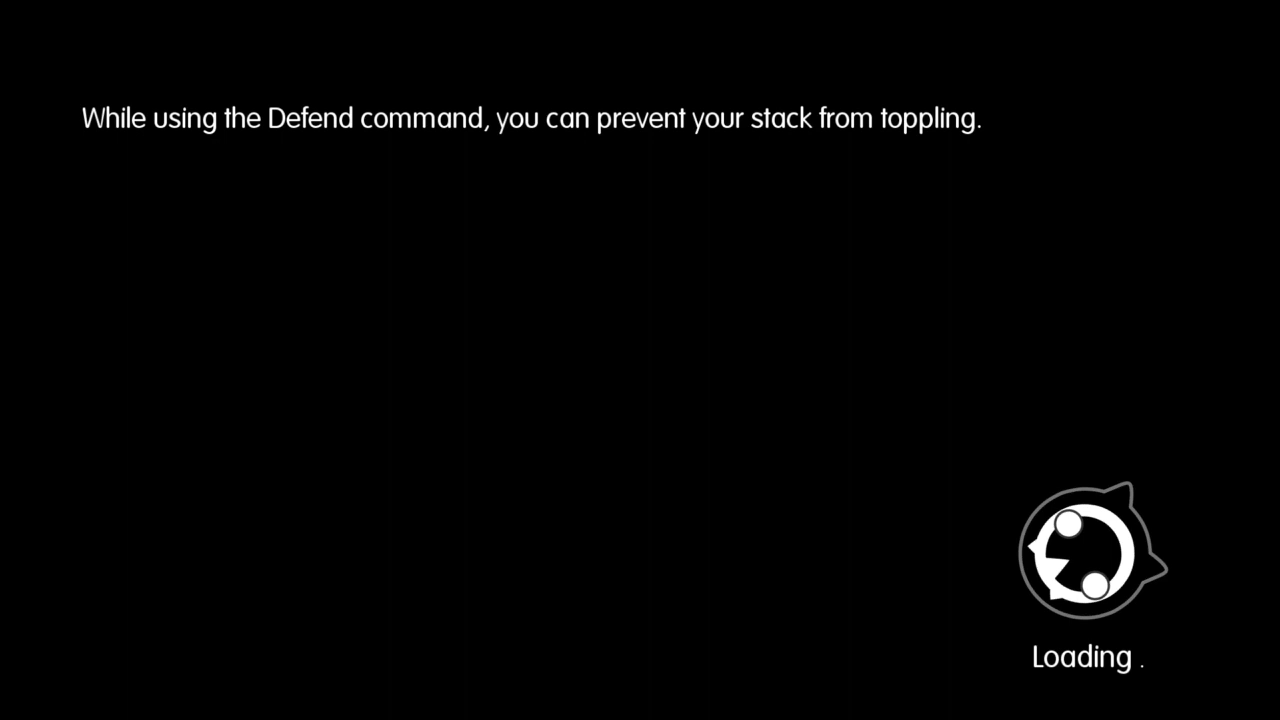 While using the Defend command, you can prevent your stack from toppling.
Loading .